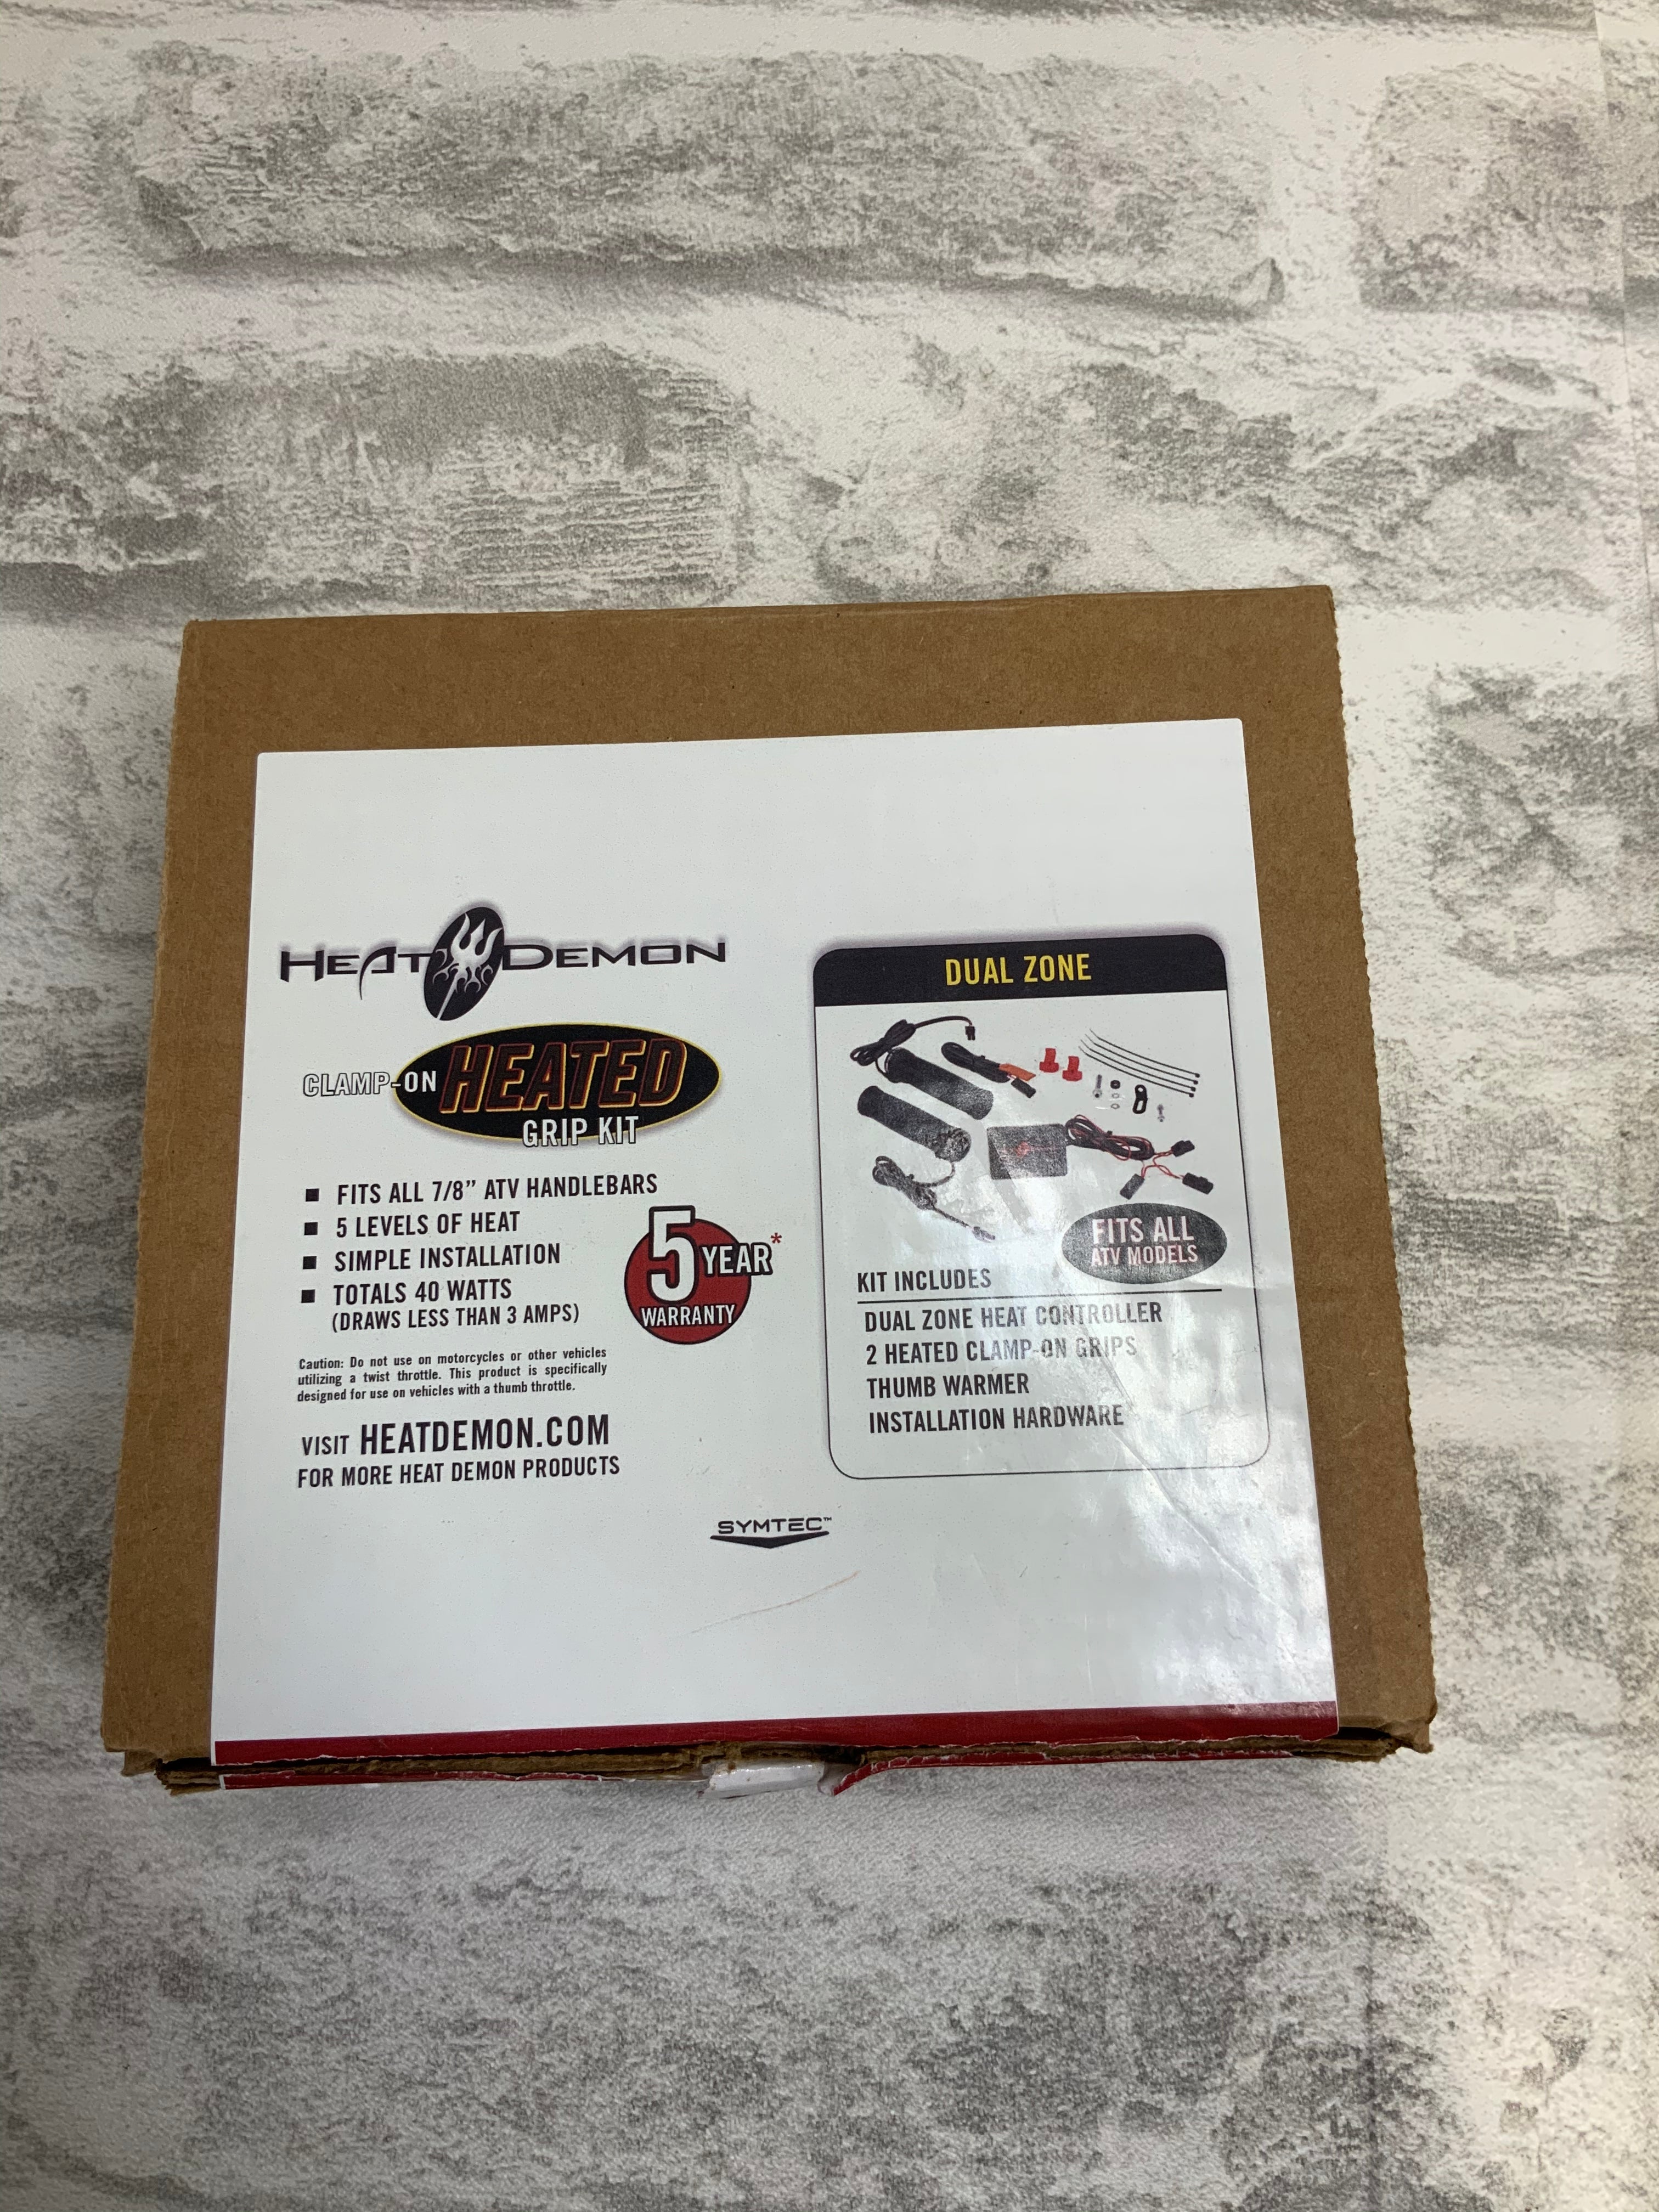 HEAT DEMON
CLAMP-ON HEATED
GRIP KIT
■ FITS ALL 7/8” ATV HANDLEBARS
■ 5 LEVELS OF HEAT
■ SIMPLE INSTALLATION
■ TOTALS 40 WATTS
(DRAWS LESS THAN 3 AMPS)
5 YEAR*
WARRANTY
Caution: Do not use on motorcycles or other vehicles
utilizing a twist throttle. This product is specifically
designed for use on vehicles with a thumb throttle.
VISIT HEATDEMON.COM
FOR MORE HEAT DEMON PRODUCTS
DUAL ZONE
FITS ALL
ATV MODELS
KIT INCLUDES
DUAL ZONE HEAT CONTROLLER
2 HEATED CLAMP-ON GRIPS
THUMB WARMER
INSTALLATION HARDWARE
SYMTEC™